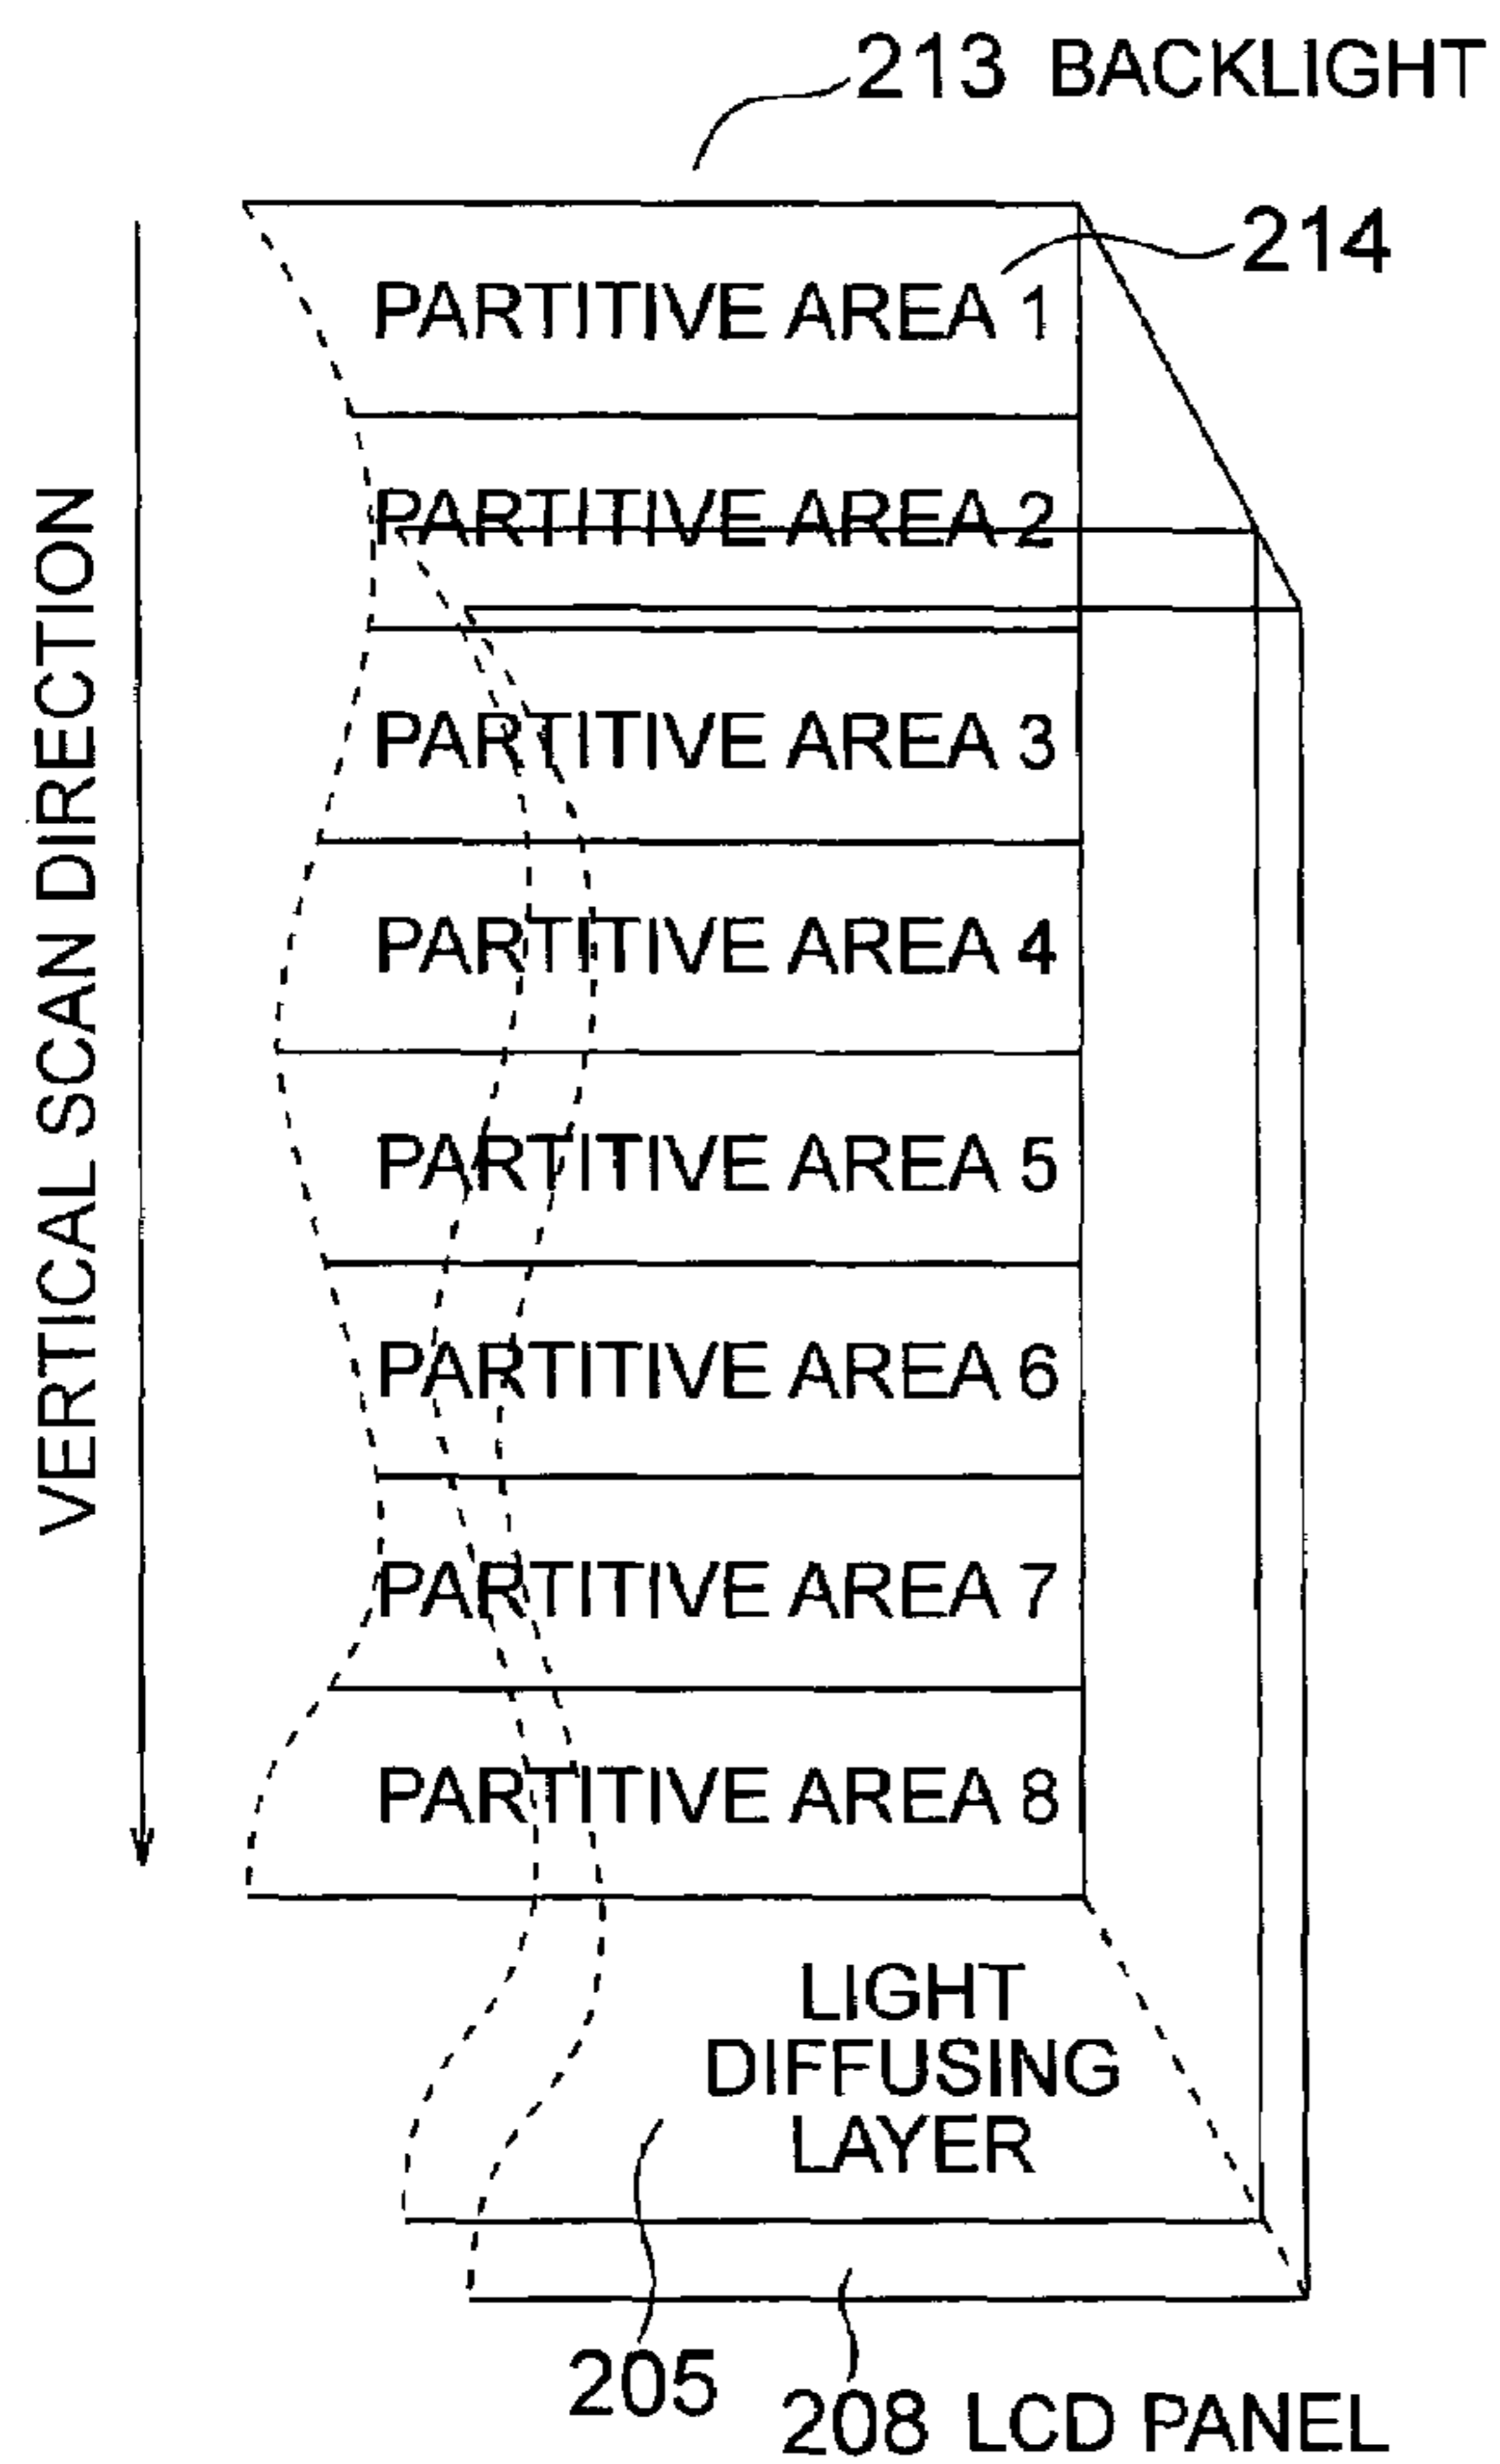 213 BACKLIGHT
214
VERTICAL SCAN DIRECTION
PARTITIVE AREA 1
PARTITIVE AREA 2
PARTITIVE AREA 3
PARTITIVE AREA 4
PARTITIVE AREA 5
PARTITIVE AREA 6
PARTITIVE AREA 7
PARTITIVE AREA 8
LIGHT
DIFFUSING
LAYER
205
208 LCD PANEL